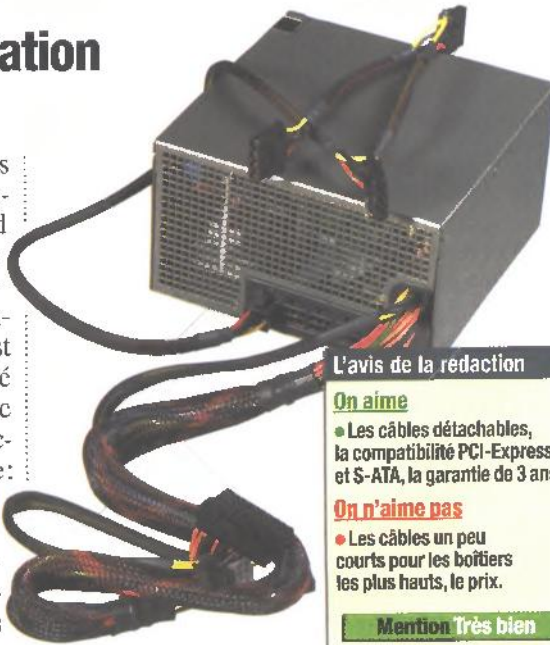 ation
s
-
d
-
st
é
c
c-
e:
s
L'avis de la redaction
On aime
• Les câbles détachables,
la compatibilité PCI-Express
et S-ATA, la garantie de 3 ans
On n'aime pas
• Les câbles un peu
courts pour les boîtiers
les plus hauts, le prix.
Mention Très bien